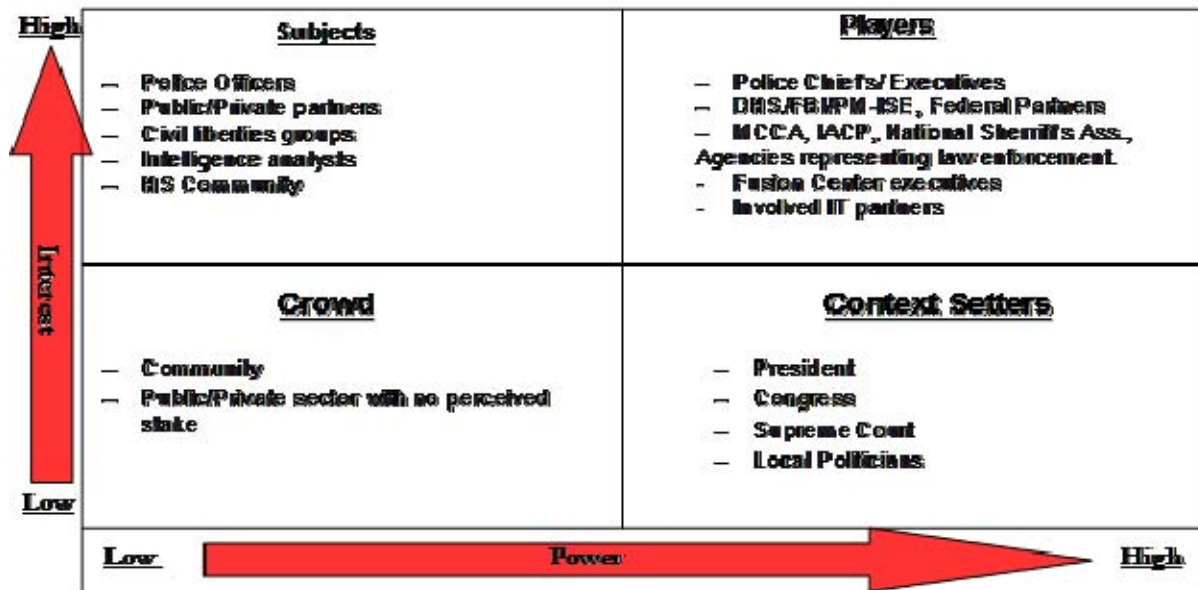 High
Subjects
– Police Officers
– Public/Private partners
– Civil liberties groups
– Intelligence analysts
– HS Community
Players
– Police Chiefs/ Executives
– DHS/FBI/PM-ISE, Federal Partners
– MCCA, IACP, National Sherriffs Ass.,
Agencies representing law enforcement.
- Fusion Center executives
- Involved IT partners
Interest
Crowd
– Community
– Public/Private sector with no perceived
stake
Context Setters
– President
– Congress
– Supreme Court
– Local Politicians
Low
Low
Power
High